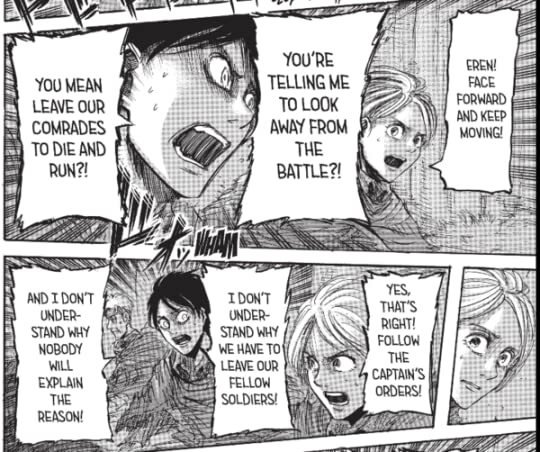 EREN!
FACE
FORWARD
AND KEEP
MOVING!
YOU'RE
TELLING ME
TO LOOK
AWAY FROM
THE
BATTLE?!
YOU MEAN
LEAVE OUR
COMRADES
TO DIE AND
RUN?!
WHAM
YES,
THAT'S
RIGHT!
FOLLOW
THE
CAPTAIN'S
ORDERS!
I DON'T
UNDER-
STAND WHY
WE HAVE TO
LEAVE OUR
FELLOW
SOLDIERS!
AND I DON'T
UNDER-
STAND WHY
NOBODY
WILL
EXPLAIN
THE
REASON!